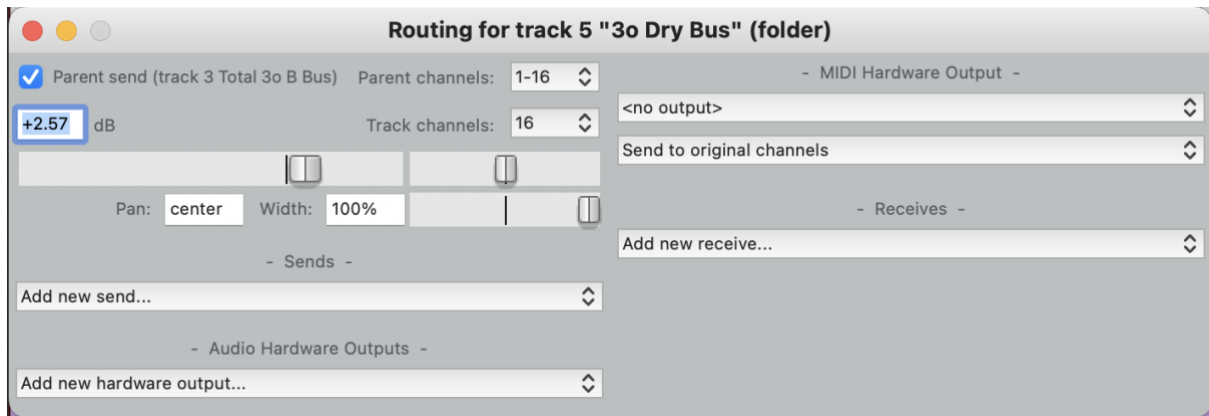 Routing for track 5 "3o Dry Bus" (folder)
Parent send (track 3 Total 3o B Bus) Parent channels: 1-16
+2.57 dB Track channels: 16
Pan: center Width: 100%
- Sends -
Add new send...
- Audio Hardware Outputs -
Add new hardware output...
- MIDI Hardware Output -
<no output>
Send to original channels
- Receives -
Add new receive...